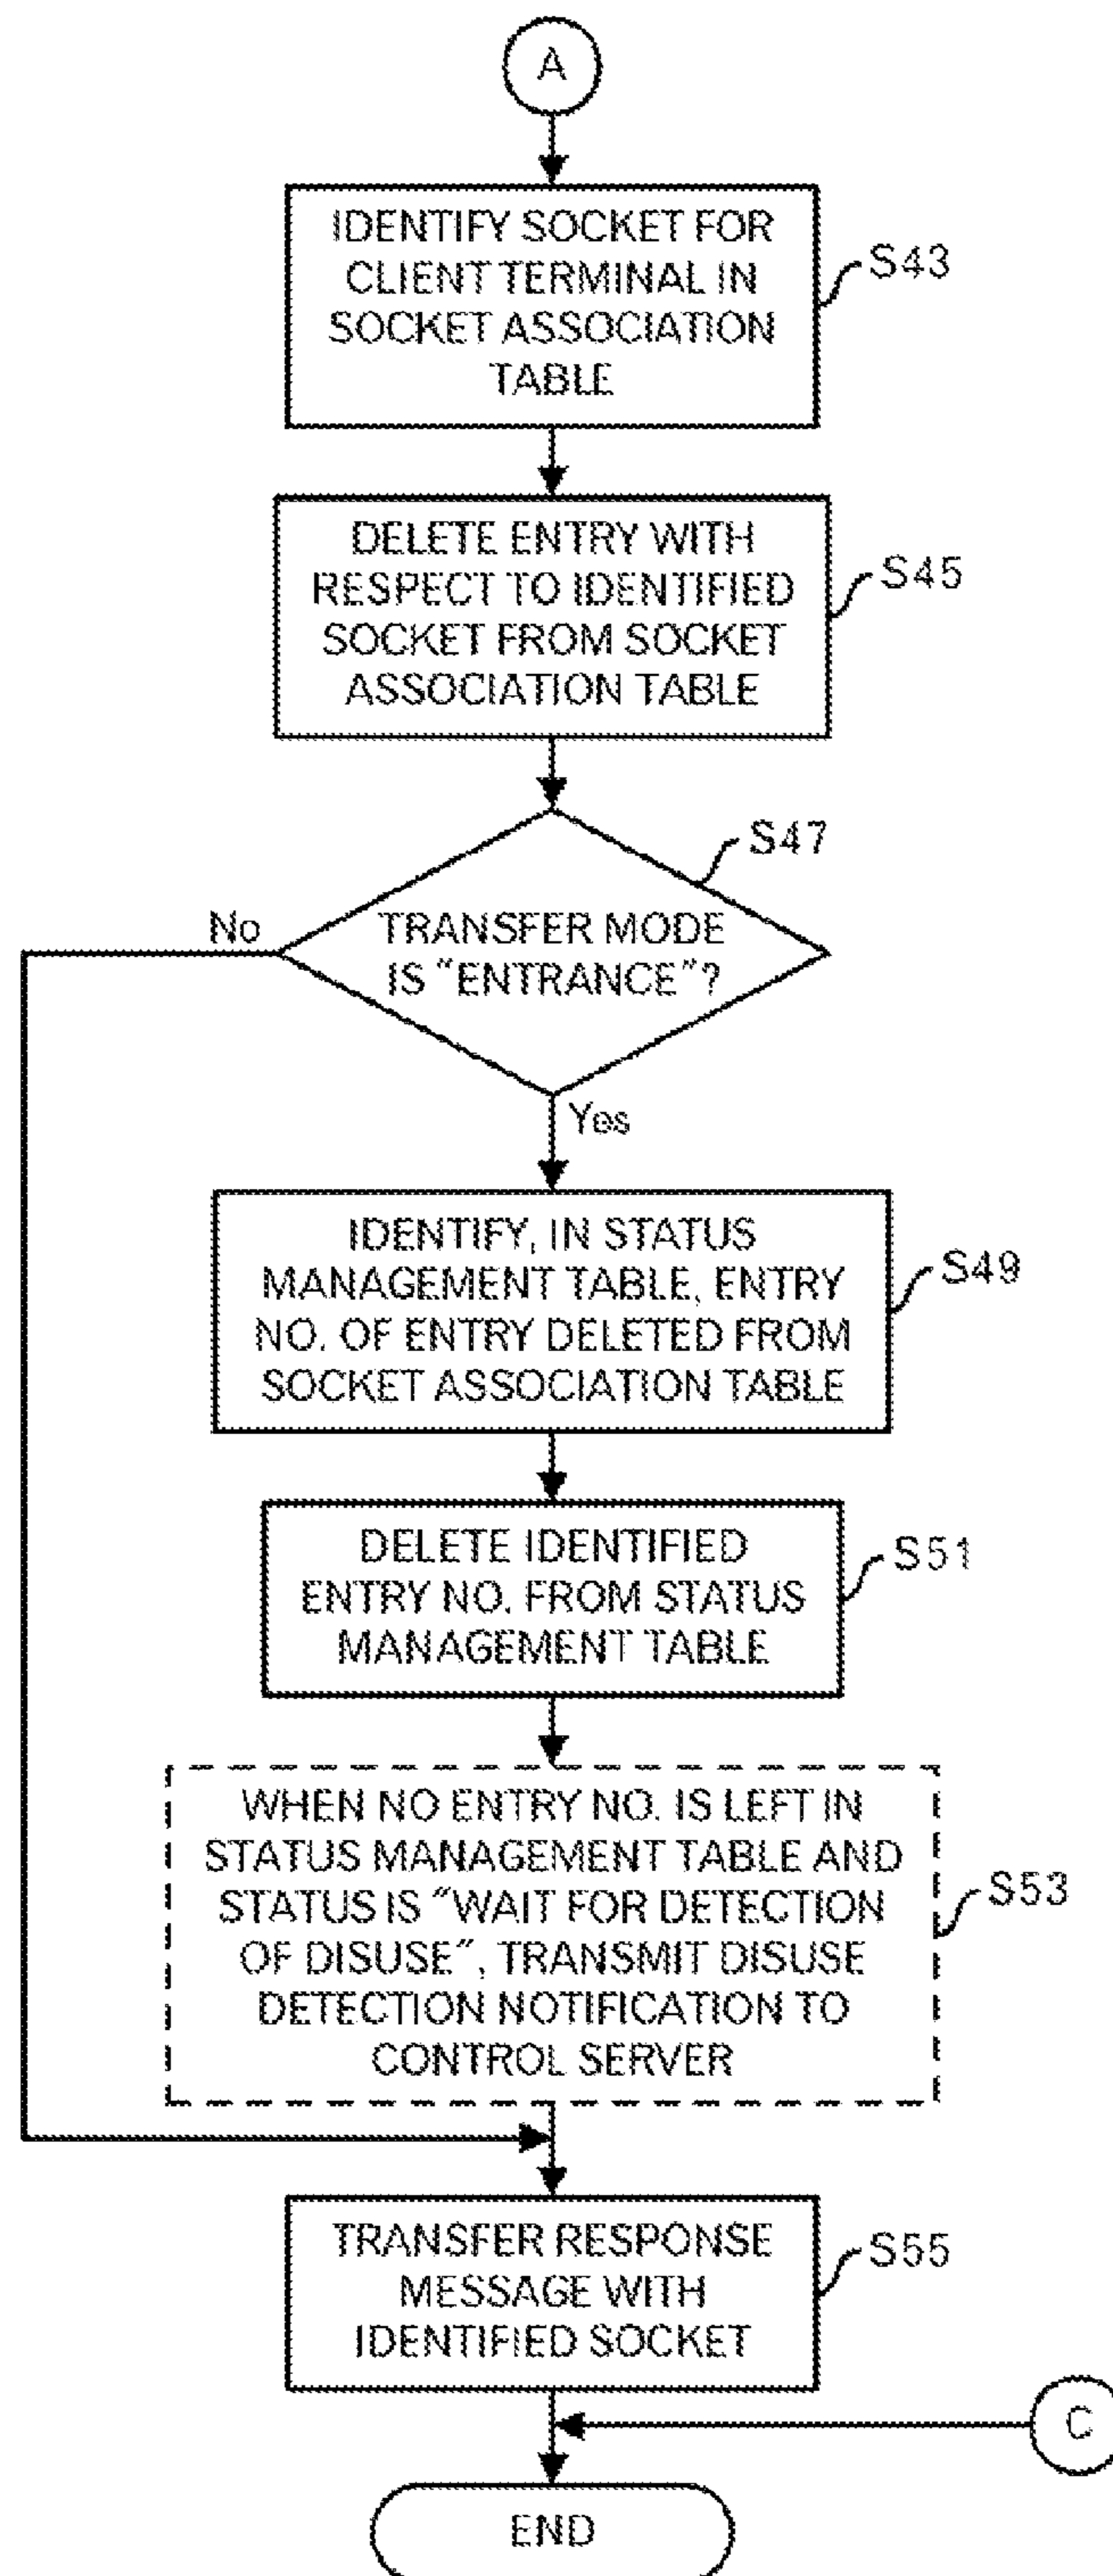 A
IDENTIFY SOCKET FOR
CLIENT TERMINAL IN
SOCKET ASSOCIATION
TABLE
S43
DELETE ENTRY WITH
RESPECT TO IDENTIFIED
SOCKET FROM SOCKET
ASSOCIATION TABLE
S45
S47
No
TRANSFER MODE
IS "ENTRANCE"?
Yes
IDENTIFY, IN STATUS
MANAGEMENT TABLE, ENTRY
NO. OF ENTRY DELETED FROM
SOCKET ASSOCIATION TABLE
S49
DELETE IDENTIFIED
ENTRY NO. FROM STATUS
MANAGEMENT TABLE
S51
WHEN NO ENTRY NO. IS LEFT IN
STATUS MANAGEMENT TABLE AND
STATUS IS "WAIT FOR DETECTION
OF DISUSE", TRANSMIT DISUSE
DETECTION NOTIFICATION TO
CONTROL SERVER
S53
TRANSFER RESPONSE
MESSAGE WITH
IDENTIFIED SOCKET
S55
C
END